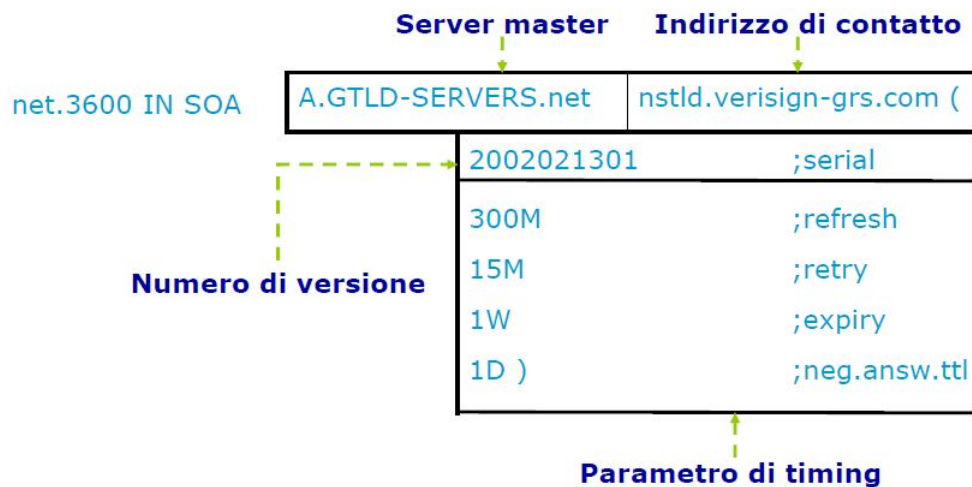 Server master Indirizzo di contatto
net.3600 IN SOA A.GTLD-SERVERS.net nstld.verisign-grs.com (
2002021301 ;serial
300M ;refresh
Numero di versione
15M ;retry
1W ;expiry
1D ) ;neg.answ.ttl
Parametro di timing